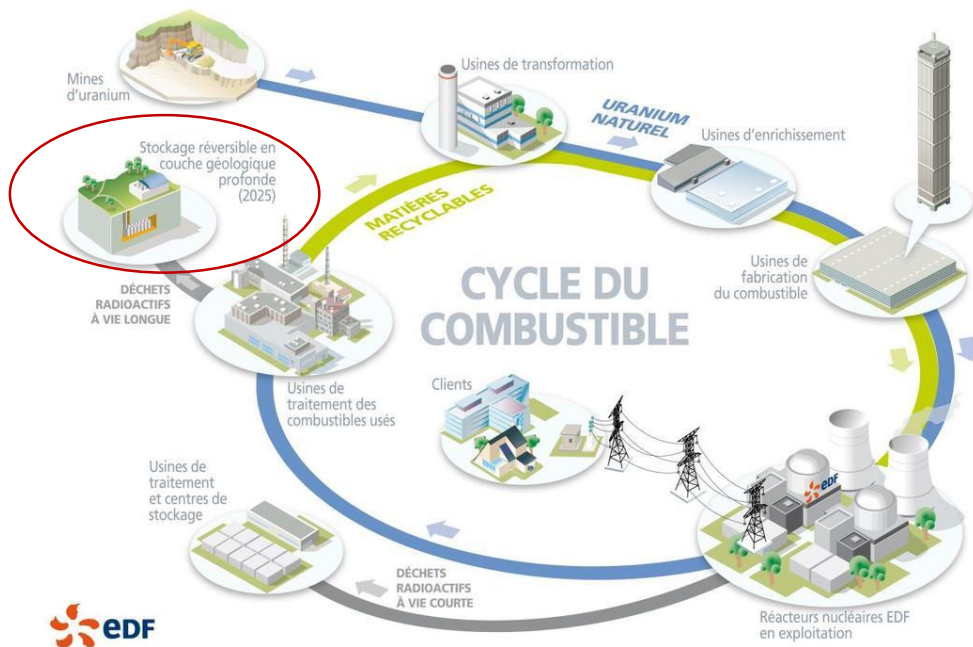 Mines
d'uranium
Usines de transformation
URANIUM
NATUREL
Usines d'enrichissement
Stockage réversible en
couche géologique
profonde
(2025)
MATIÈRES
RECYCLABLES
Usines de
fabrication
du combustible
DÉCHETS
RADIOACTIFS
À VIE LONGUE
CYCLE DU
COMBUSTIBLE
Usines de
traitement des
combustibles usés
Clients
Usines de
traitement
et centres de
stockage
eDF
DÉCHETS
RADIOACTIFS
À VIE COURTE
Réacteurs nucléaires EDF
en exploitation
eDF